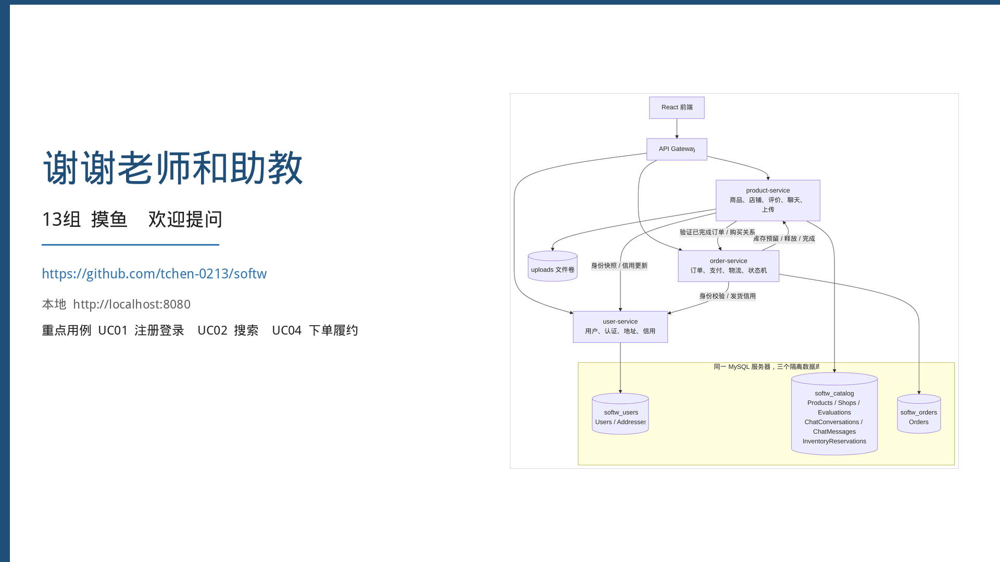 谢谢老师和助教
13组 摸鱼 欢迎提问
https://github.com/tchen-0213/softw
本地 http://localhost:8080
重点用例 UC01 注册登录 UC02 搜索 UC04 下单履约
React 前端
API Gateway
product-service
商品、店铺、评价、聊天、
上传
验证已完成订单 / 购买关系
库存预留 / 释放 / 完成
uploads 文件卷
身份快照 / 信用更新
order-service
订单、支付、物流、状态机
身份校验 / 发货信用
user-service
用户、认证、地址、信用
同一 MySQL 服务器，三个隔离数据库
softw_users
Users / Addresses
softw_catalog
Products / Shops /
Evaluations
ChatConversations /
ChatMessages
InventoryReservations
softw_orders
Orders